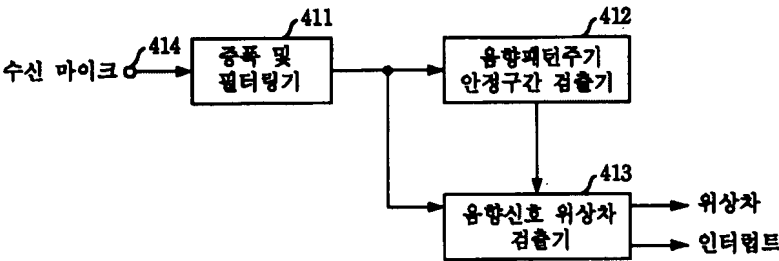 411
412
414
수신 마이크
증폭 및
필터링기
음향패턴주기
안정구간 검출기
413
음향신호 위상차
검출기
위상차
인터럽트